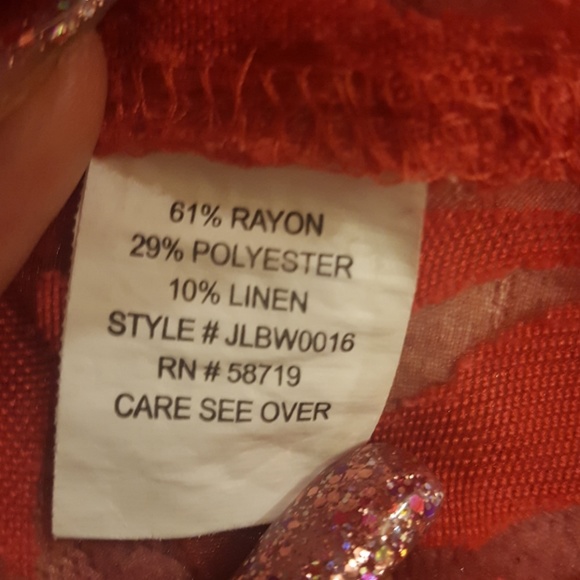 61% RAYON
29% POLYESTER
10% LINEN
STYLE # JLBW0016
RN # 58719
CARE SEE OVER